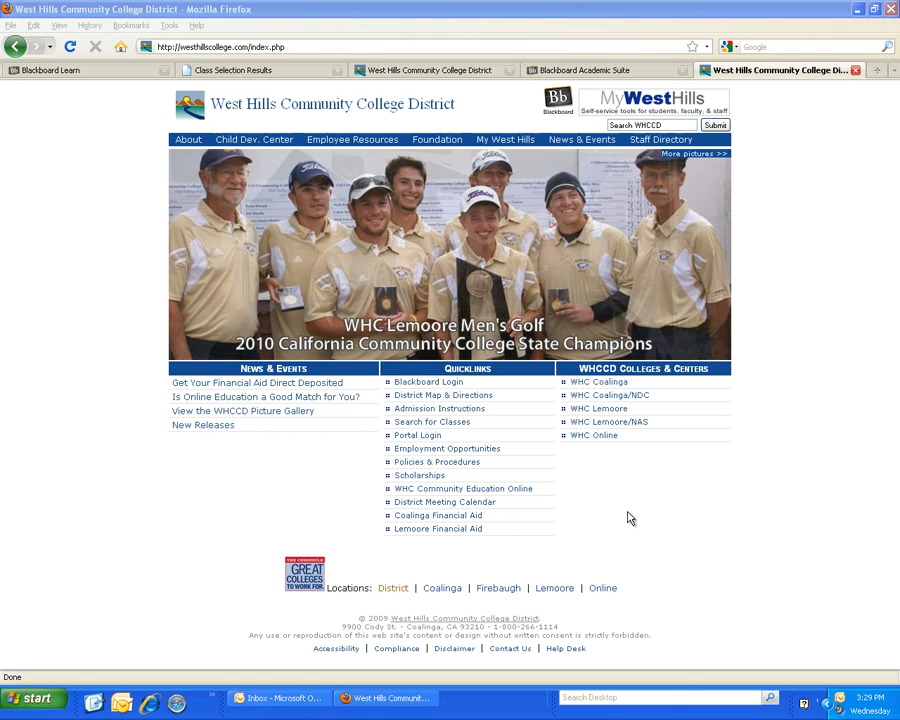 West Hills Community College District - Mozilla Firefox
File Edit View History Bookmarks Tools Help
http://westhillscollege.com/index.php
Google
Blackboard Learn
Class Selection Results
West Hills Community College District
Blackboard Academic Suite
West Hills Community College Di...
West Hills Community College District
Bb
Blackboard
MyWestHills
Self-service tools for students, faculty, & staff
Search WHCCD
Submit
About Child Dev. Center Employee Resources Foundation My West Hills News & Events Staff Directory
More pictures >>
WHC Lemoore Men's Golf
2010 California Community College State Champions
News & Events
Get Your Financial Aid Direct Deposited
Is Online Education a Good Match for You?
View the WHCCD Picture Gallery
New Releases
Quicklinks
Blackboard Login
District Map & Directions
Admission Instructions
Search for Classes
Portal Login
Employment Opportunities
Policies & Procedures
Scholarships
WHC Community Education Online
District Meeting Calendar
Coalinga Financial Aid
Lemoore Financial Aid
WHCCD Colleges & Centers
WHC Coalinga
WHC Coalinga/NDC
WHC Lemoore
WHC Lemoore/NAS
WHC Online
THE CHRONICLE
GREAT
COLLEGES
TO WORK FOR
Locations: District | Coalinga | Firebaugh | Lemoore | Online
© 2009 West Hills Community College District.
9900 Cody St. - Coalinga, CA 93210 - 1-800-266-1114
Any use or reproduction of this web site's content or design without written consent is strictly forbidden.
Accessibility | Compliance | Disclaimer | Contact Us | Help Desk
Done
start
Inbox - Microsoft O...
West Hills Communit...
Search Desktop
3:29 PM
Wednesday